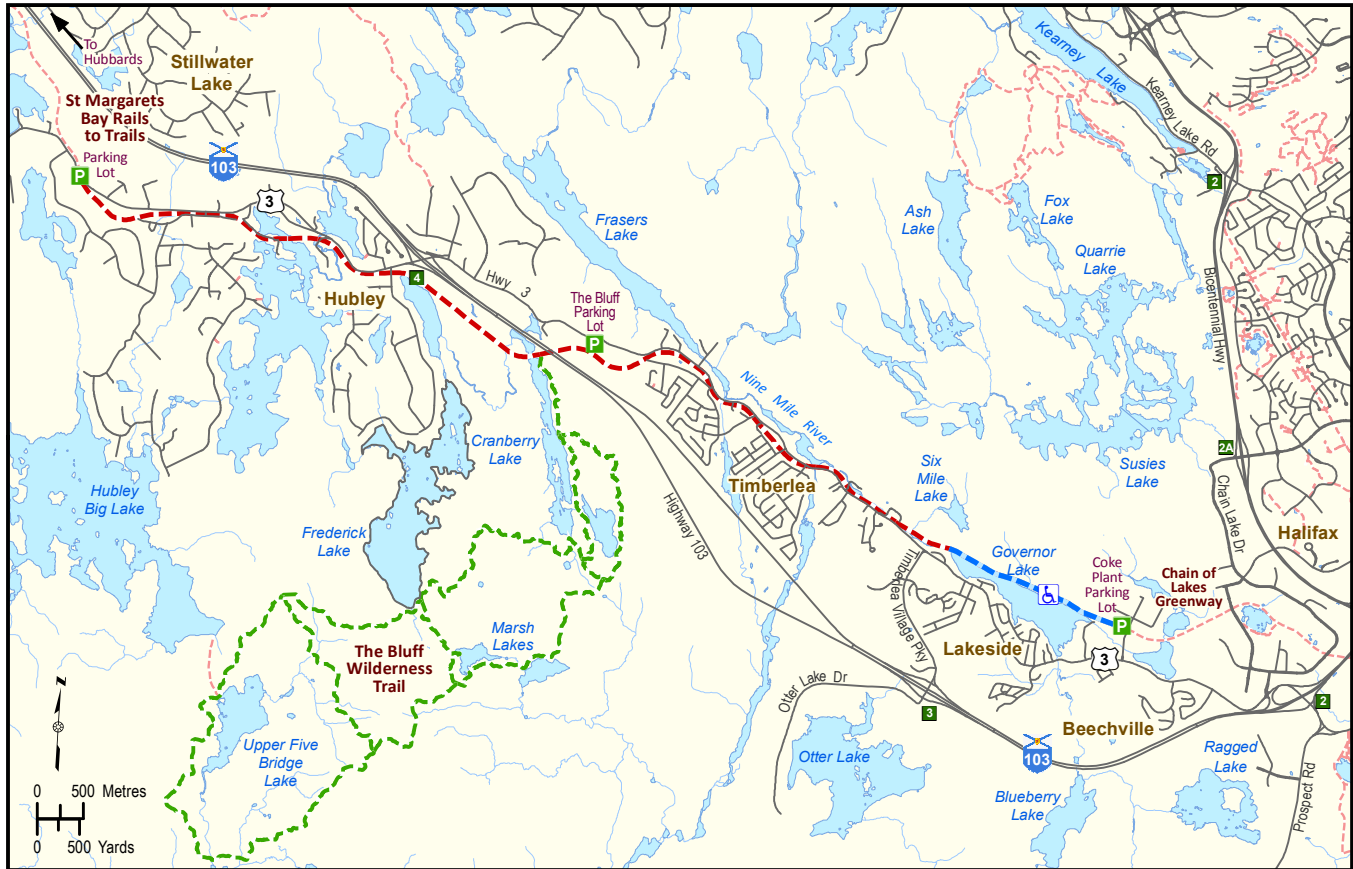 To
Hubbards
Stillwater
Lake
St Margarets
Bay Rails
to Trails
Parking
Lot
P
103
3
4
Hubley
Hwy 3
The Bluff
Parking
Lot
P
Frasers
Lake
Kearney Lake
Kearney Lake Rd
2
Ash
Lake
Fox
Lake
Quarrie
Lake
Bicentennial Hwy
Nine Mile River
Cranberry
Lake
Hubley
Big Lake
Frederick
Lake
Timberlea
Highway 103
Six
Mile
Lake
Susies
Lake
2A
Chain Lake Dr
Halifax
Governor
Lake
Coke
Plant
Parking
Lot
P
Chain of
Lakes
Greenway
Timberlea Village Pky
Lakeside
3
Marsh
Lakes
The Bluff
Wilderness
Trail
Upper Five
Bridge
Lake
Otter Lake Dr
3
Otter Lake
Beechville
103
2
Blueberry
Lake
Ragged
Lake
Prospect Rd
N
0 500 Metres
0 500 Yards